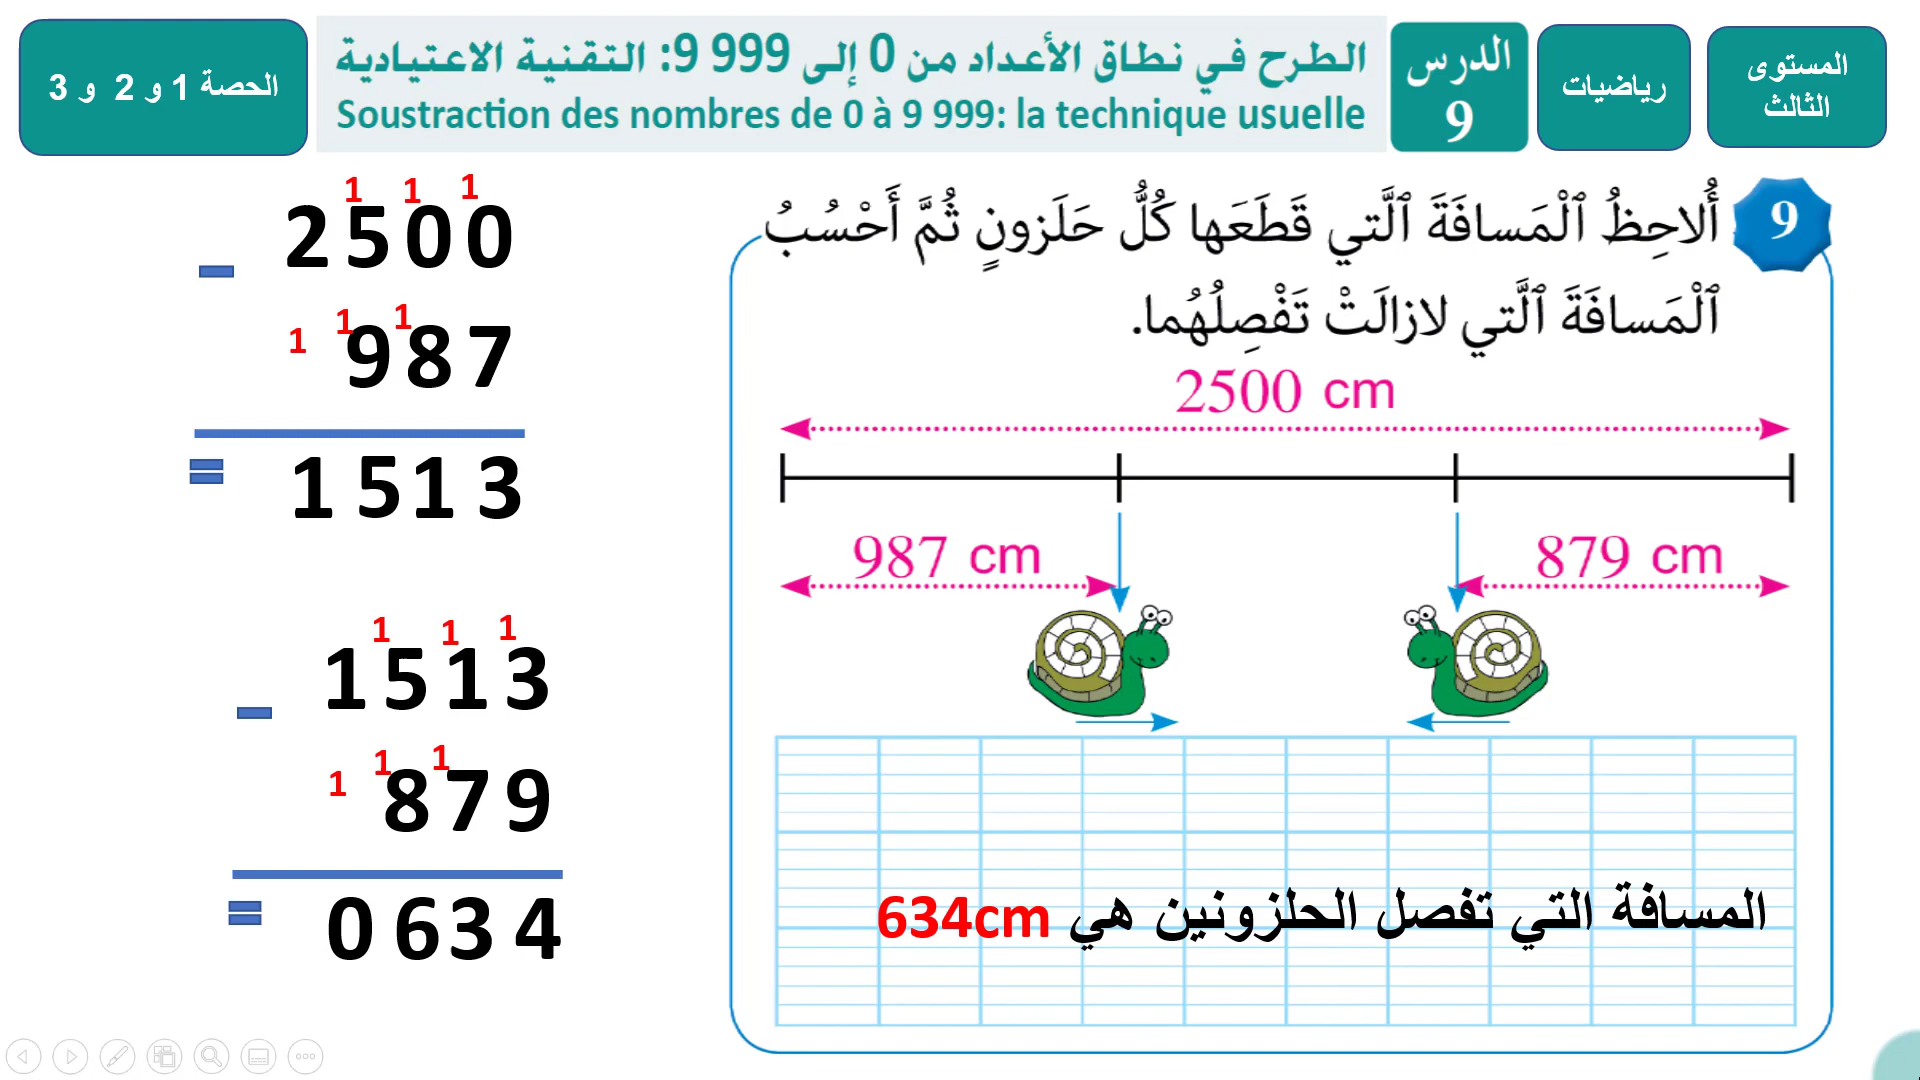 المستوى
الثالث
رياضيات
الدرس
9
الطرح في نطاق الأعداد من 0 إلى 999 9: التقنية الاعتيادية
Soustraction des nombres de 0 à 9 999: la technique usuelle
الحصة 1 و 2 و 3
9
أُلاحِظُ ٱلْمَسافَةَ ٱلَّتي قَطَعَها كُلُّ حَلَزونٍ ثُمَّ أَحْسُبُ
ٱلْمَسافَةَ ٱلَّتي لازالَتْ تَفْصِلُهُما.
2500 cm
987 cm
879 cm
المسافة التي تفصل الحلزونين هي 634cm
1 1 1
2500
-
1 1 1
987
=
1513
1 1 1
1513
-
1 1 1
879
=
0634